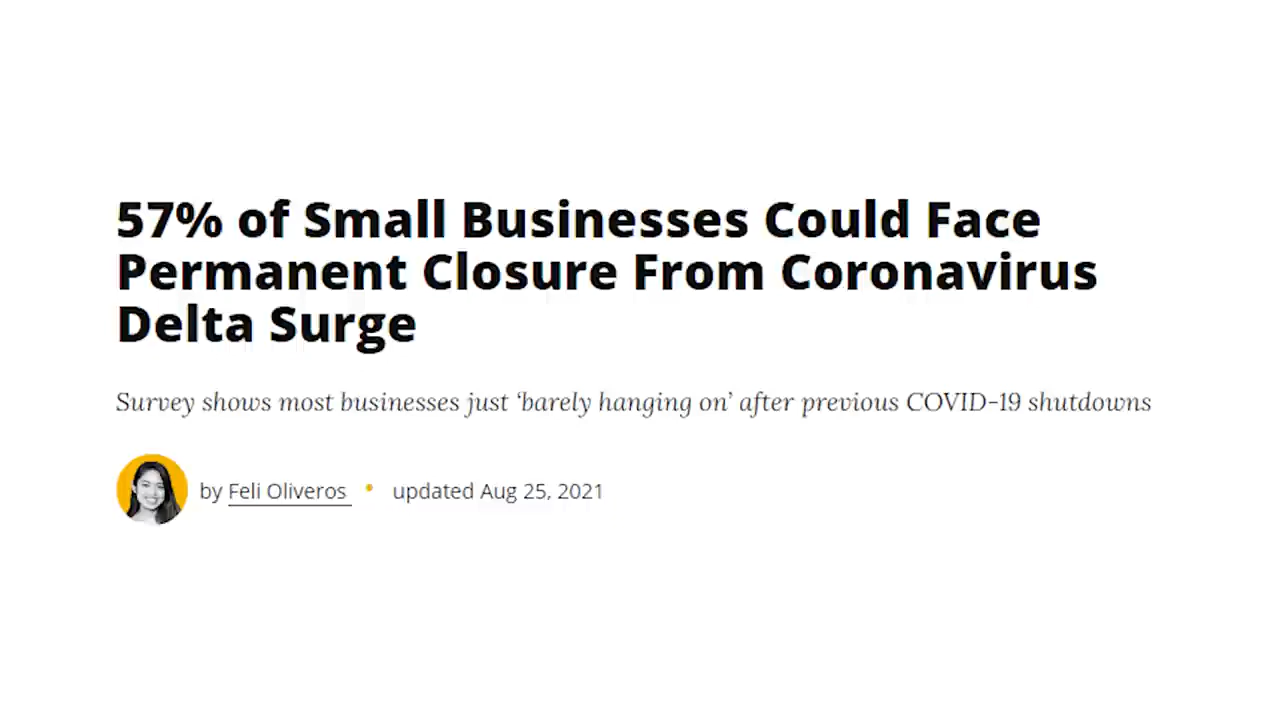 57% of Small Businesses Could Face
Permanent Closure From Coronavirus
Delta Surge
Survey shows most businesses just ‘barely hanging on’ after previous COVID-19 shutdowns
by Feli Oliveros • updated Aug 25, 2021